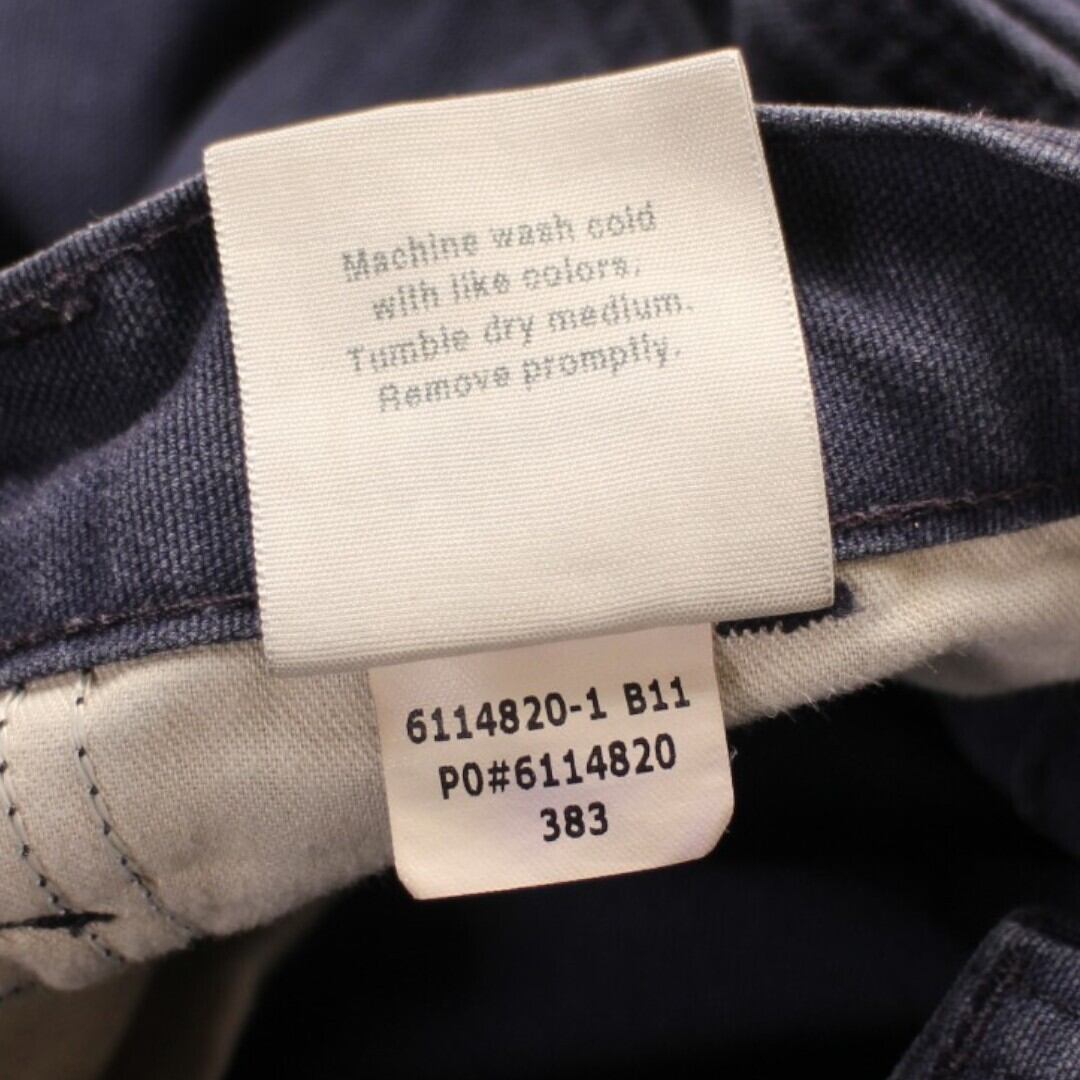 Machine wash cold
with like colors.
Tumble dry medium.
Remove promptly.
6114820-1 B11
PO#6114820
383